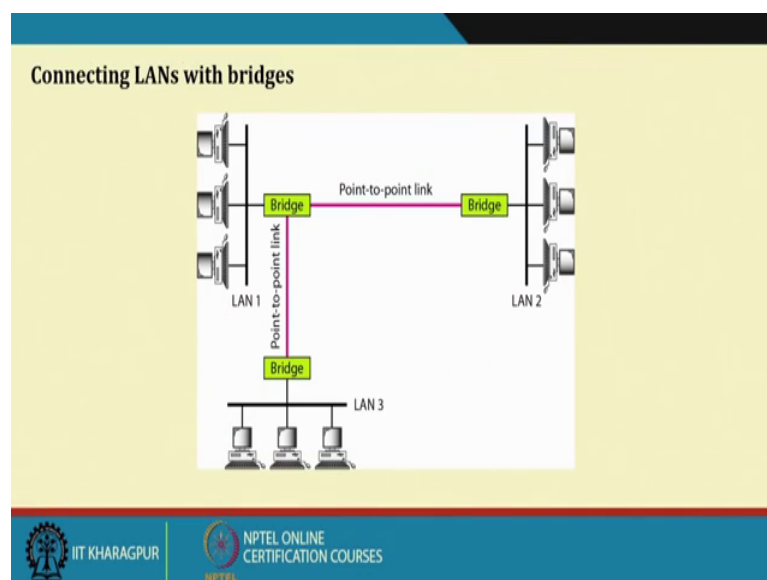 Connecting LANs with bridges
Point-to-point link
Bridge
Bridge
Point-to-point link
LAN 1
LAN 2
Bridge
LAN 3
IIT KHARAGPUR
NPTEL ONLINE
CERTIFICATION COURSES
NPTEL